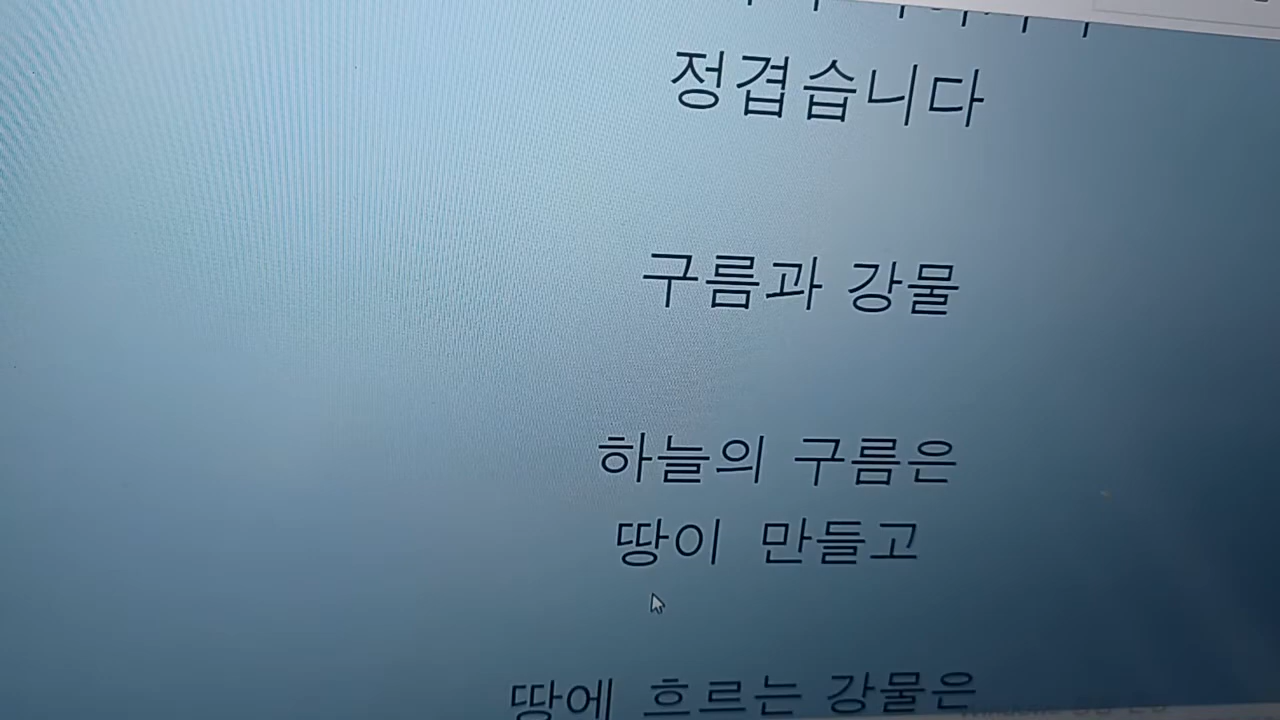 정겹습니다
구름과 강물
하늘의 구름은
땅이 만들고
땅에 흐르는 강물은